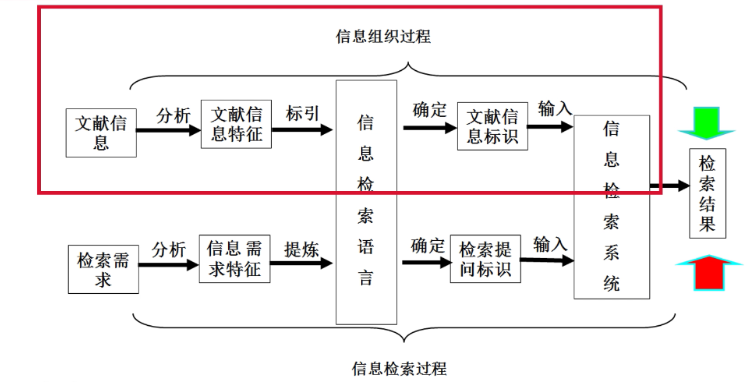 信息组织过程
文献信
息
分析
文献信
息特征
标引
信
息
检
索
语
言
确定
文献信
息标识
输入
信
息
检
索
系
统
检
索
结
果
检索需
求
分析
信息需
求特征
提炼
确定
检索提
问标识
输入
信息检索过程